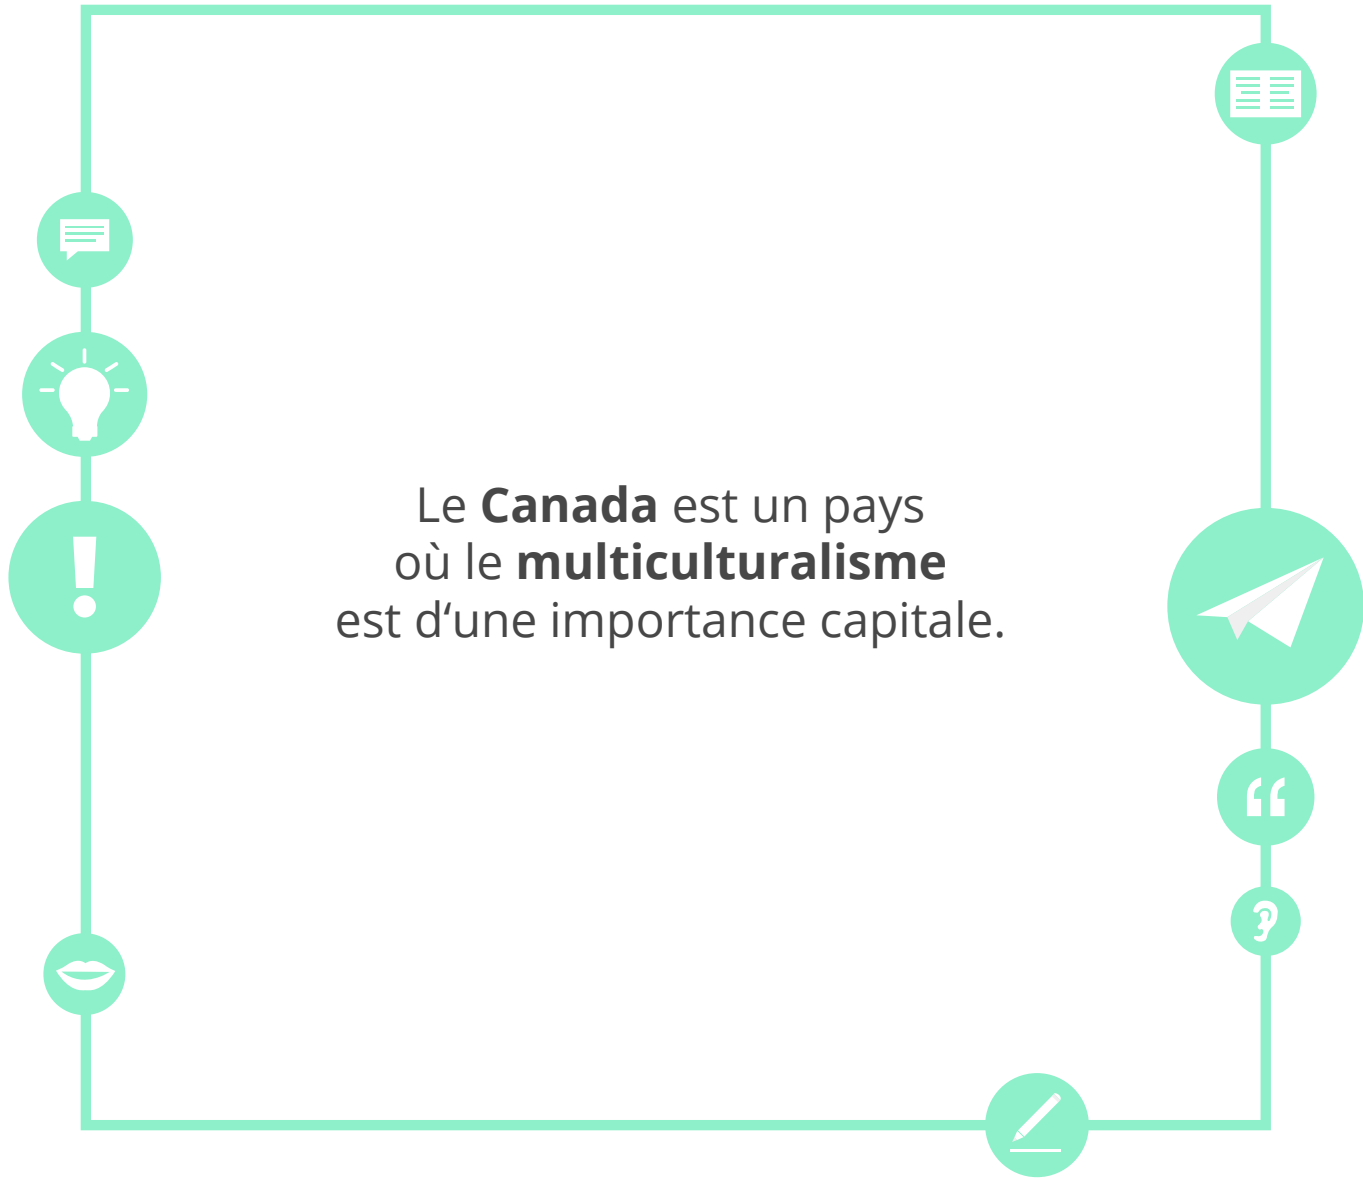 Le Canada est un pays
où le multiculturalisme
est d‘une importance capitale.